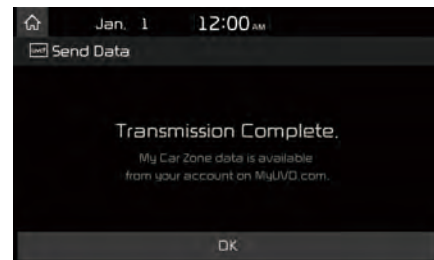 Jan. 1 12:00 AM
UVO Send Data
Transmission Complete.
My Car Zone data is available
from your account on MyUVO.com.
OK